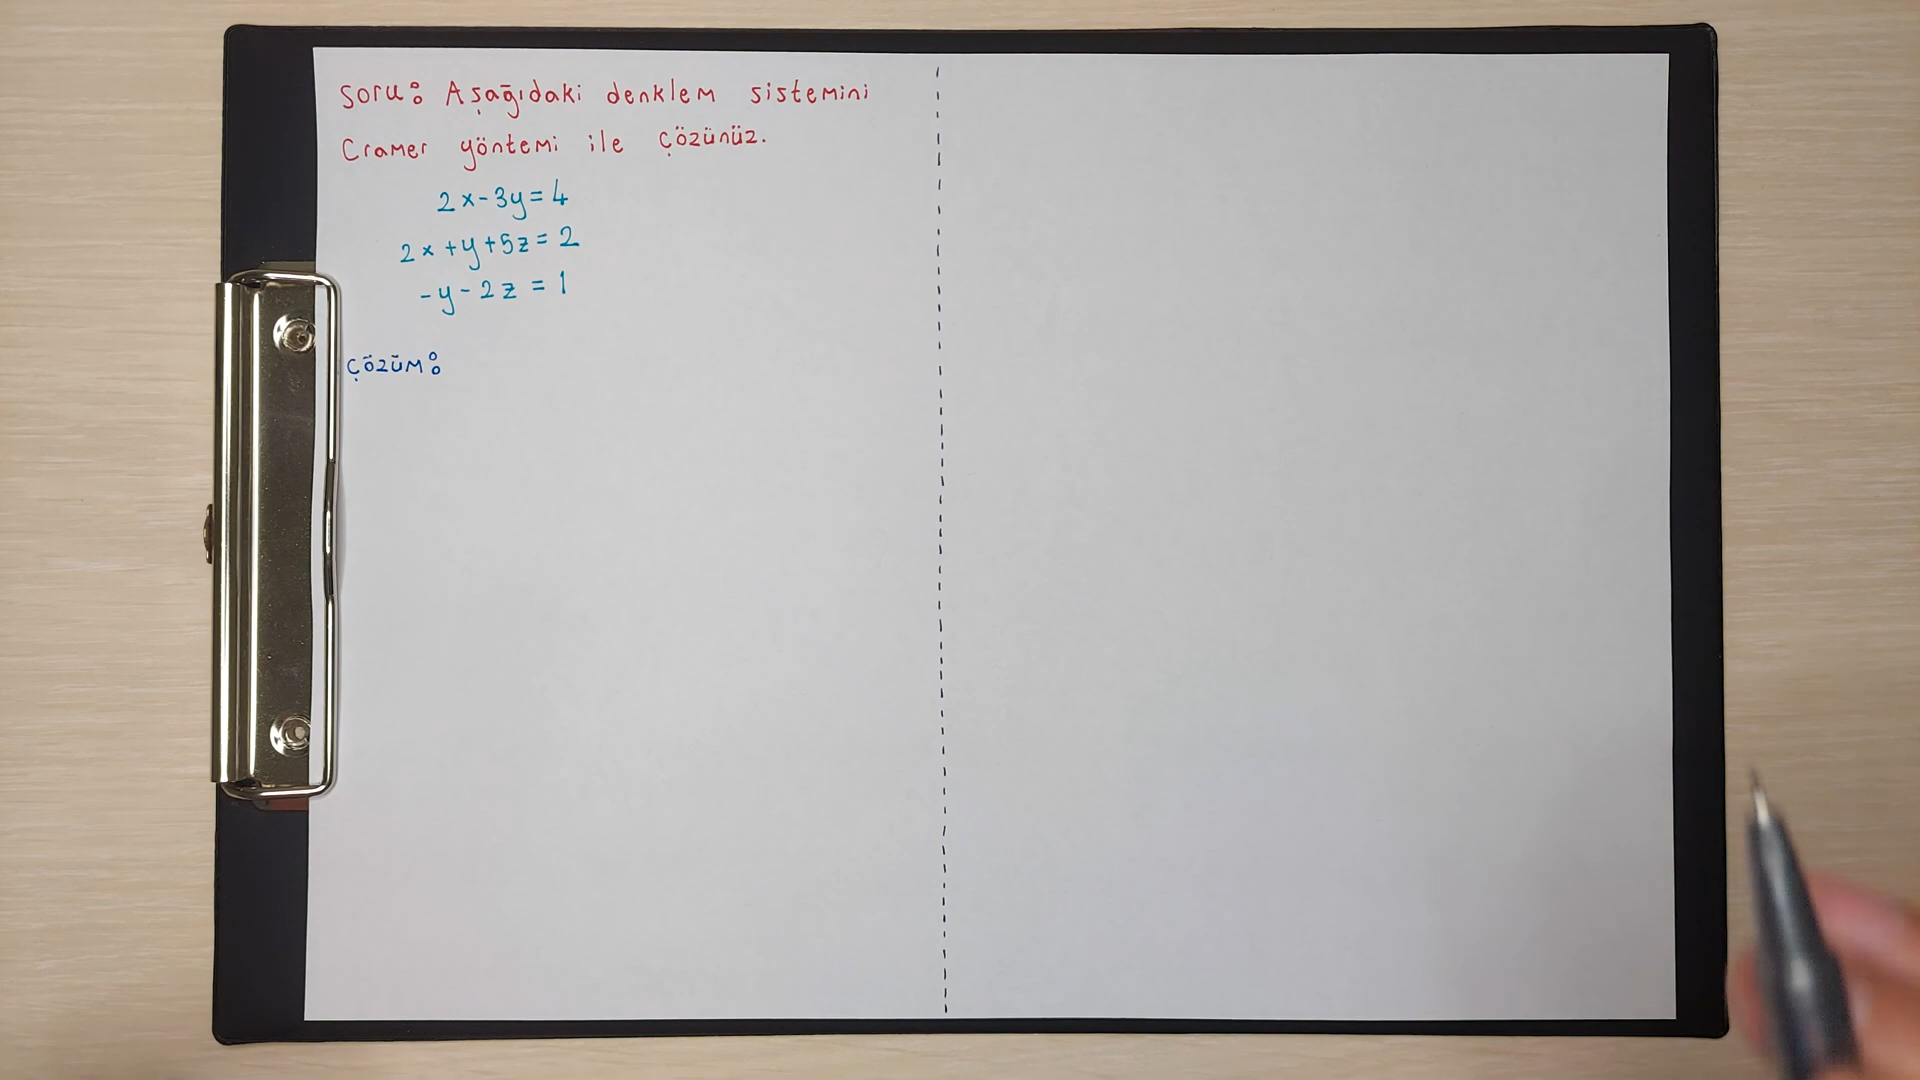 Soru: Aşağıdaki denklem sistemini
Cramer yöntemi ile çözünüz.
2x-3y=4
2x+y+5z=2
-y-2z=1
Çözüm: